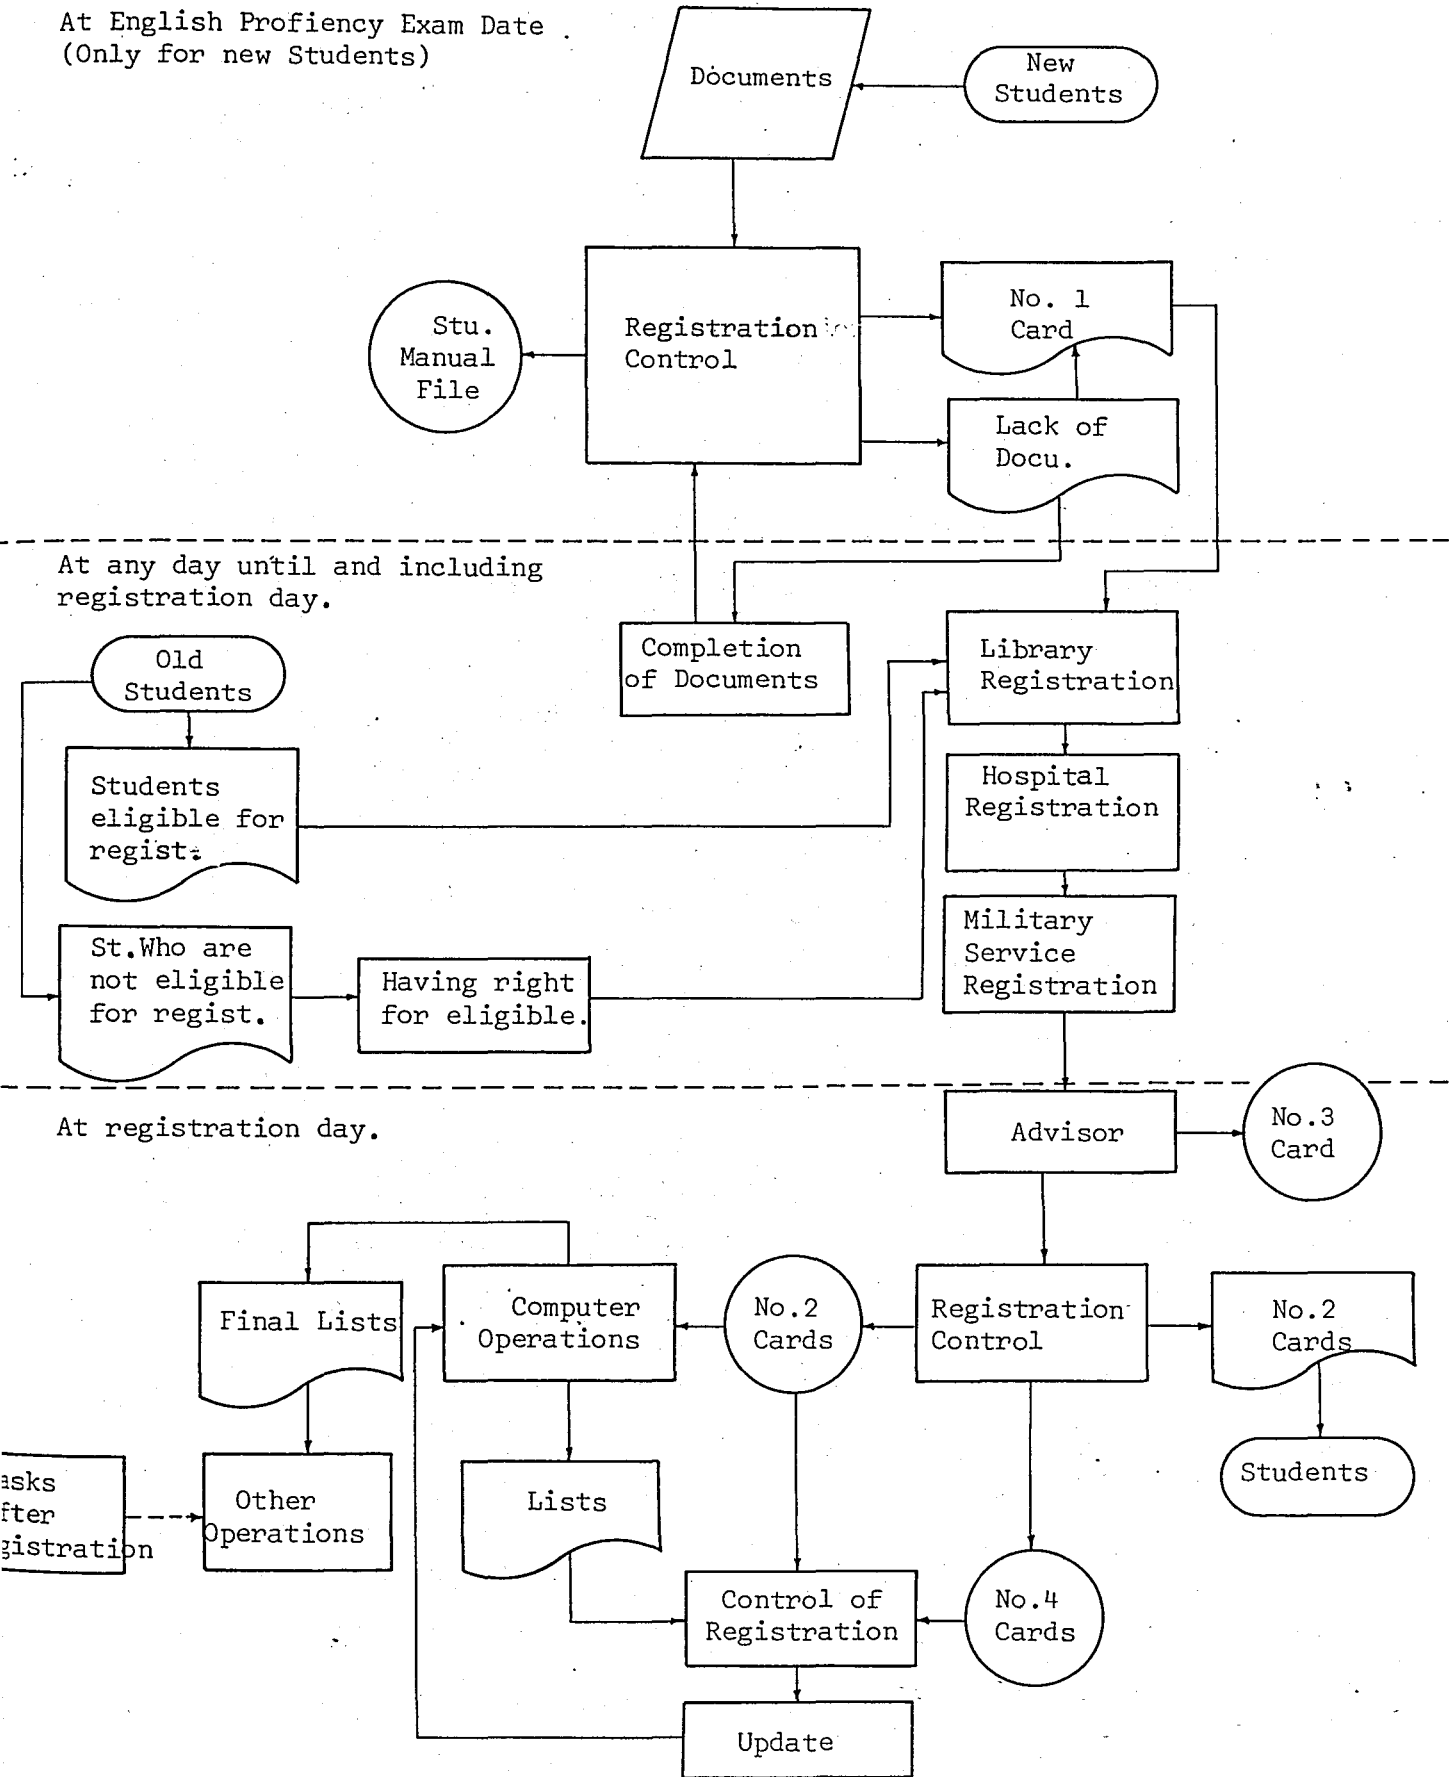 At English Profiency Exam Date
(Only for new Students)
Documents
New
Students
Stu.
Manual
File
Registration
Control
No. 1
Card
Lack of
Docu.
At any day until and including
registration day.
Old
Students
Completion
of Documents
Library
Registration
Students
eligible for
regist.
Hospital
Registration
St.Who are
not eligible
for regist.
Having right
for eligible.
Military
Service
Registration
At registration day.
Advisor
No.3
Card
Final Lists
Computer
Operations
No.2
Cards
Registration
Control
No.2
Cards
asks
fter
gistration
Other
Operations
Lists
Students
Control of
Registration
No.4
Cards
Update